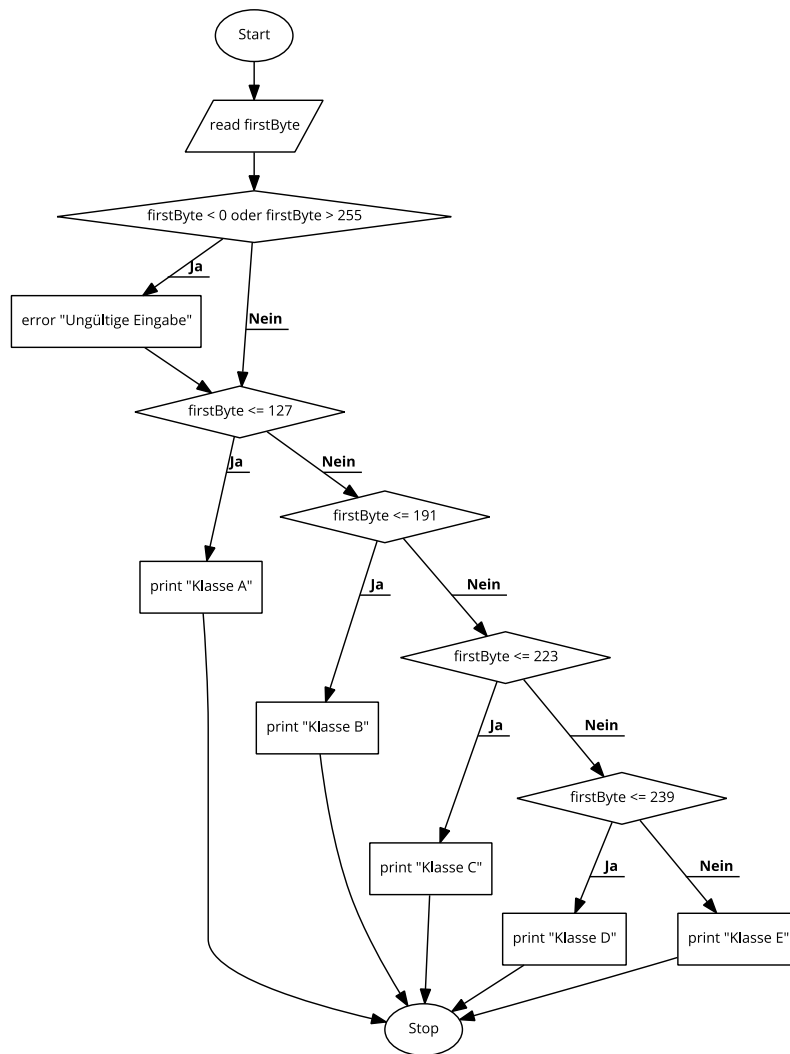 Start
read firstByte
firstByte < 0 oder firstByte > 255
Ja
Nein
error "Ungültige Eingabe"
firstByte <= 127
Ja
Nein
firstByte <= 191
print "Klasse A"
Ja
Nein
firstByte <= 223
print "Klasse B"
Ja
Nein
firstByte <= 239
print "Klasse C"
Ja
Nein
print "Klasse D"
print "Klasse E"
Stop